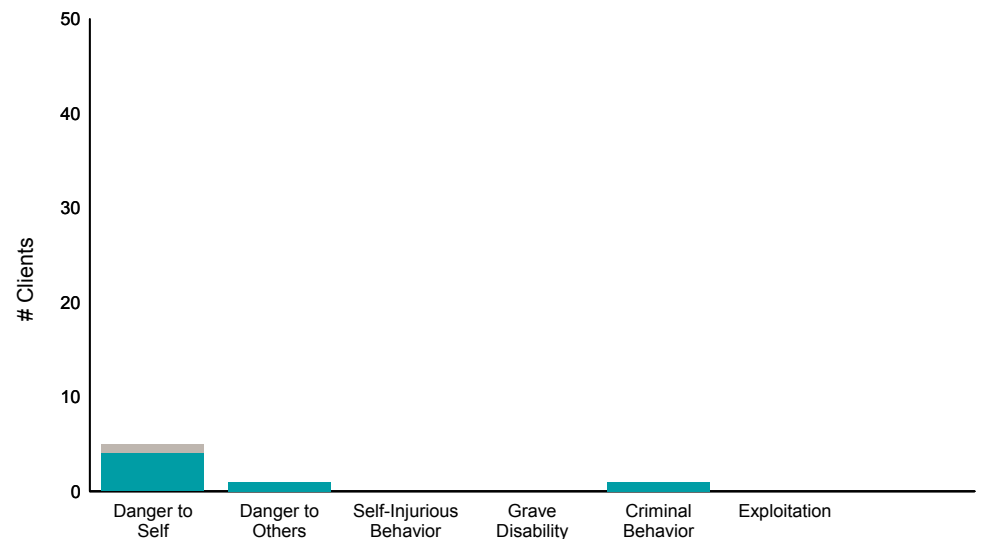 50
40
30
20
10
0
# Clients
Danger to
Self
Danger to
Others
Self-Injurious
Behavior
Grave
Disability
Criminal
Behavior
Exploitation